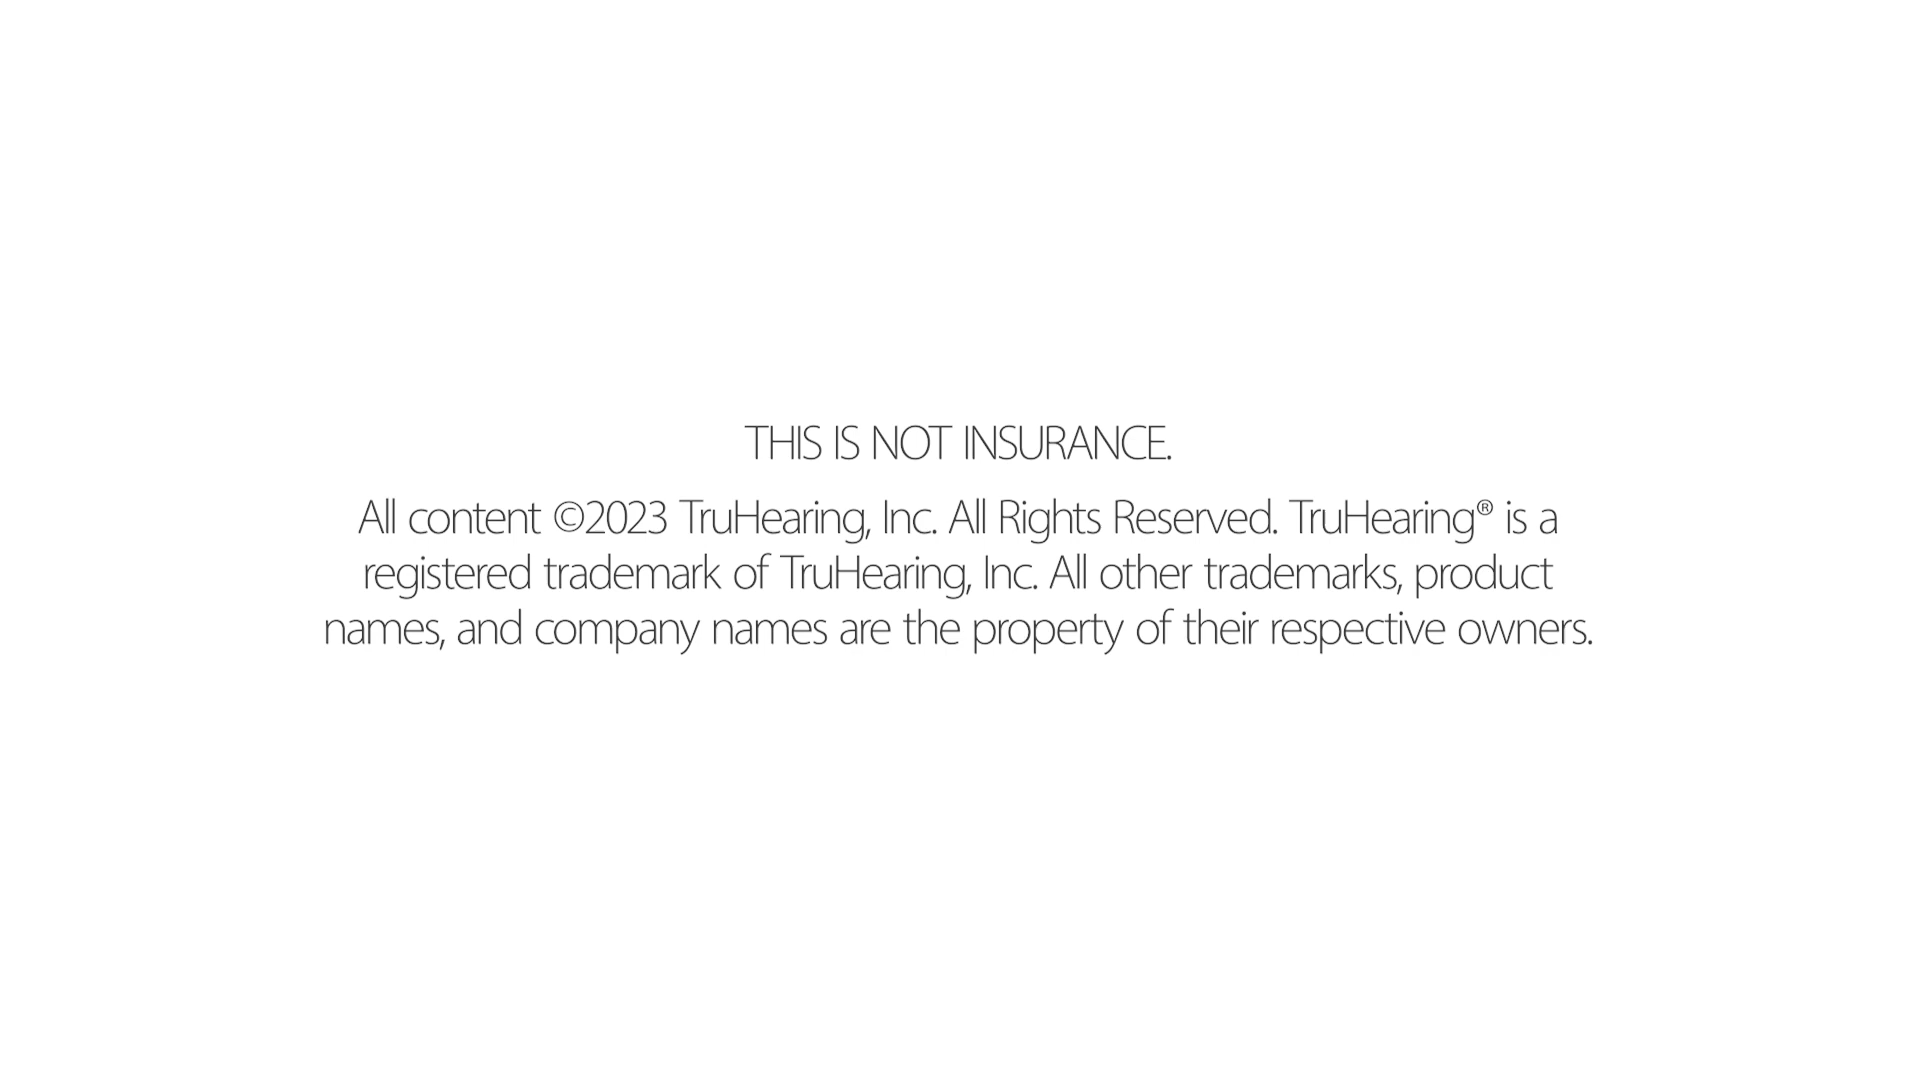 THIS IS NOT INSURANCE.
All content ©2023 TruHearing, Inc. All Rights Reserved. TruHearing® is a
registered trademark of TruHearing, Inc. All other trademarks, product
names, and company names are the property of their respective owners.